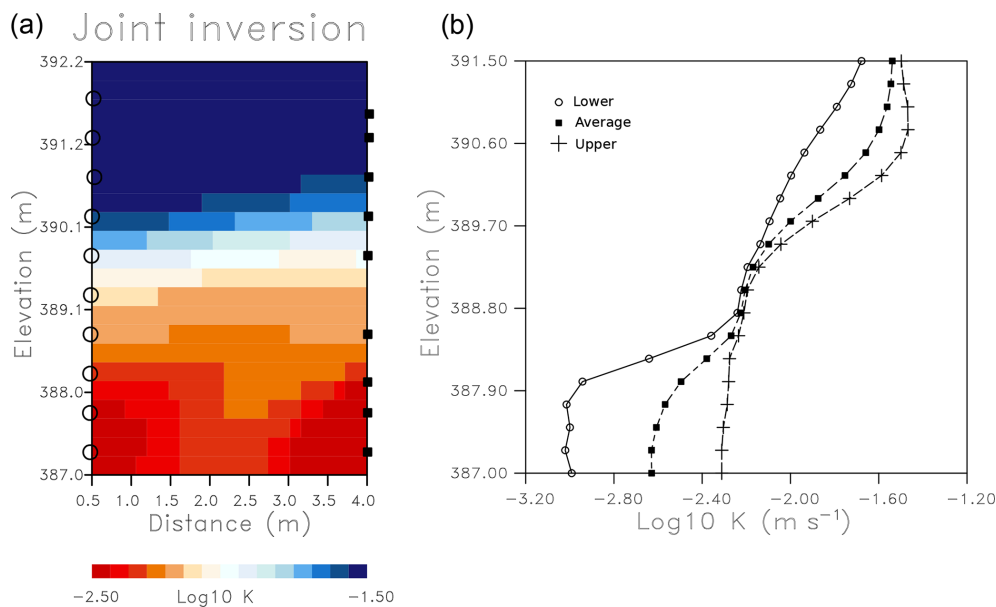 (a) Joint inversion
392.2
391.2
390.1
389.1
388.0
387.0
Elevation (m)
0.5 1.0 1.5 2.0 2.5 3.0 3.5 4.0
Distance (m)
-2.50 Log10 K -1.50
(b)
391.50
390.60
389.70
388.80
387.90
387.00
Elevation (m)
Lower
Average
Upper
−3.20 −2.80 −2.40 −2.00 −1.60 −1.20
Log10 K (m s⁻¹)